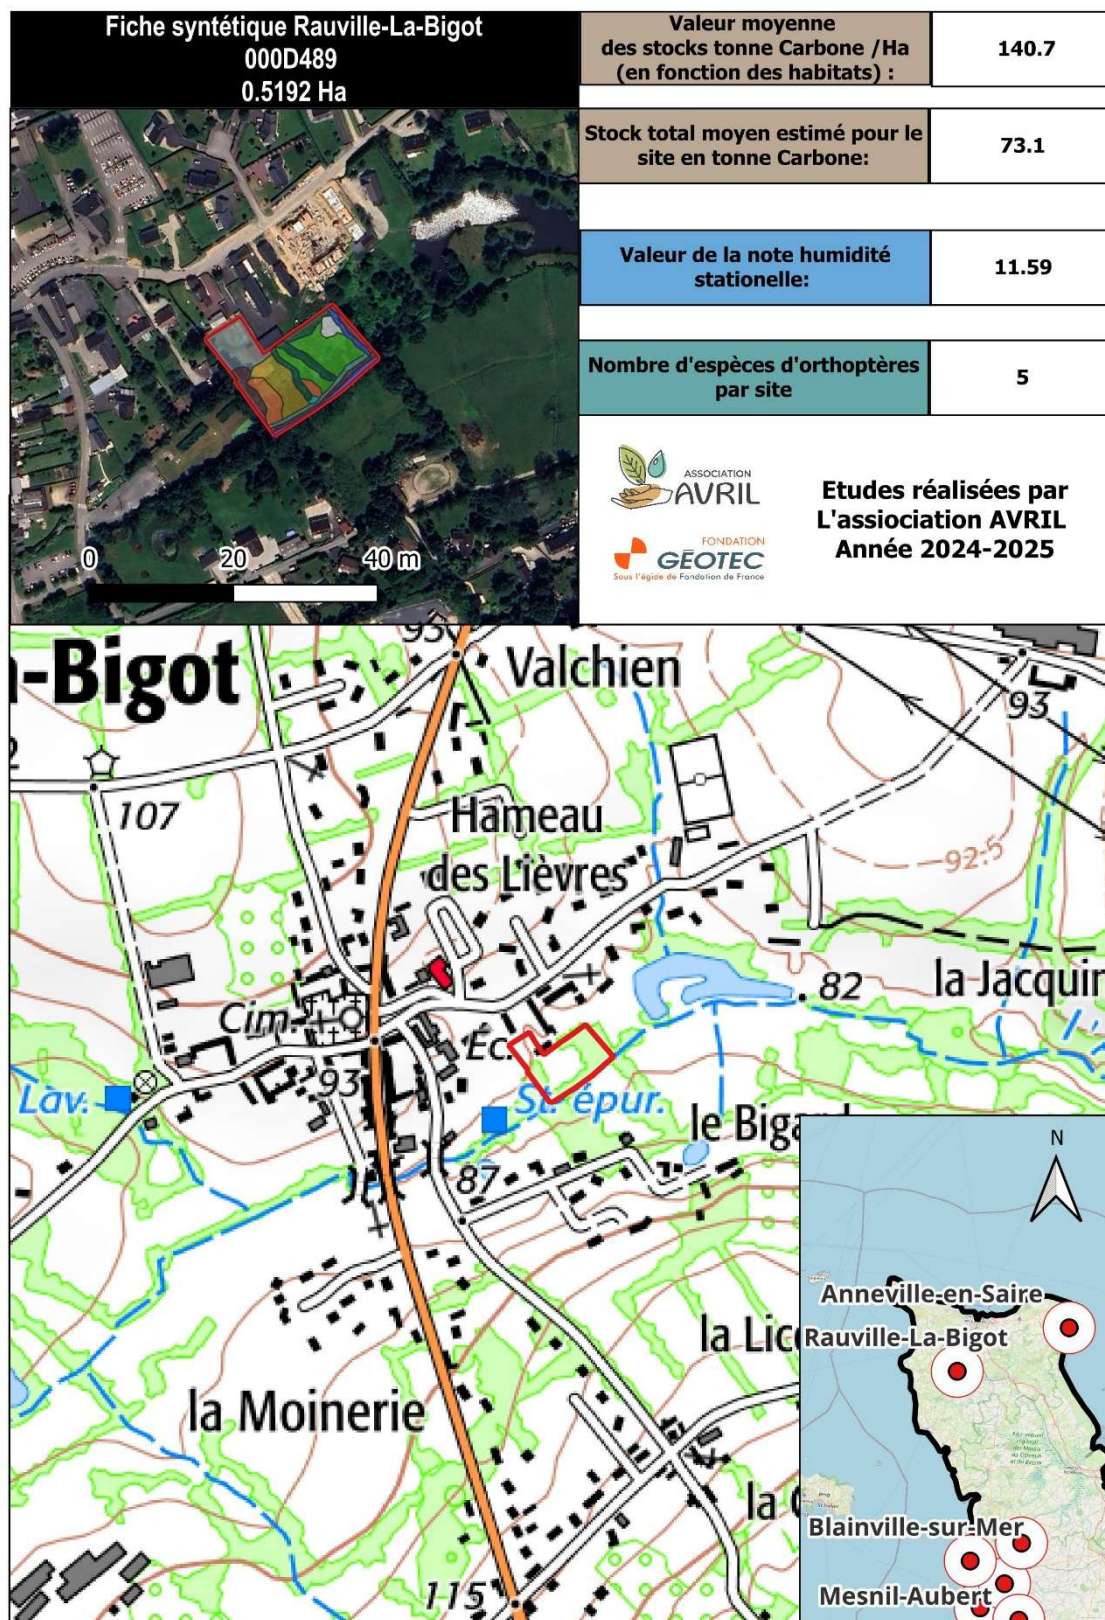 Fiche syntétique Rauville-La-Bigot
000D489
0.5192 Ha
Valeur moyenne
des stocks tonne Carbone /Ha
(en fonction des habitats) :
140.7
Stock total moyen estimé pour le
site en tonne Carbone:
73.1
Valeur de la note humidité
stationelle:
11.59
Nombre d'espèces d'orthoptères
par site
5
ASSOCIATION
AVRIL
FONDATION
GÉOTEC
Sous l'égide de Fondation de France
Etudes réalisées par
L'assiociation AVRIL
Année 2024-2025
0 20 40 m
93
-Bigot
Valchien
93
107
Hameau
des Lièvres
92.5
la Jacquin
82
Cim.
Éc.
Lav.
93
St. épur.
le Bigard
87
N
Anneville-en-Saire
Rauville-La-Bigot
la Lico
la Moinerie
la
Blainville-sur-Mer
Mesnil-Aubert
115